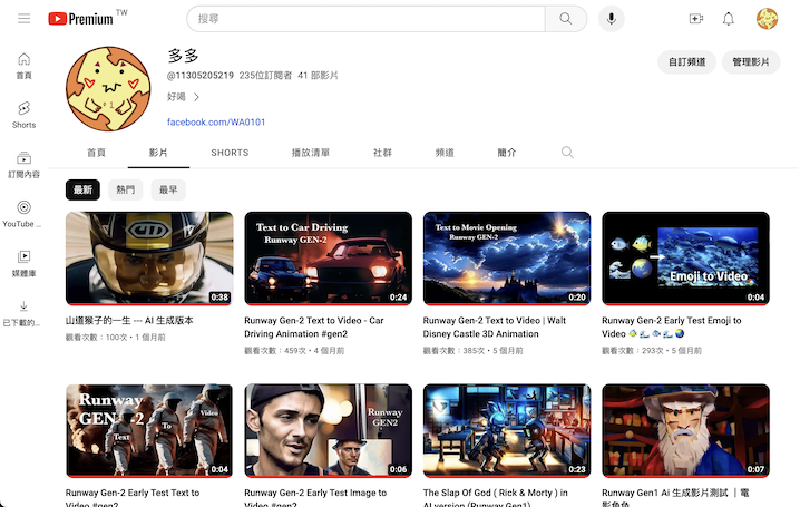 Premium TW
搜尋
首頁
Shorts
訂閱內容
YouTube ...
媒體庫
已下載的...
多多
@11305205219 235位訂閱者 41 部影片
好喝
facebook.com/WA0101
自訂頻道
管理影片
首頁 影片 SHORTS 播放清單 社群 頻道 簡介
最新 熱門 最早
0:38
山道猴子的一生 --- AI 生成版本
觀看次數：100次 • 1 個月前
Text to Car Driving
Runway GEN-2
0:24
Runway Gen-2 Text to Video - Car
Driving Animation #gen2
觀看次數：459次 • 4 個月前
Text to Movie Opening
Runway GEN-2
0:20
Runway Gen-2 Text to Video | Walt
Disney Castle 3D Animation
觀看次數：385次 • 5 個月前
Emoji to Video
0:04
Runway Gen-2 Early Test Emoji to
Video
觀看次數：293次 • 5 個月前
Runway
GEN-2
Text
To
Video
0:04
Runway Gen-2 Early Test Text to
Video #gen2
Runway
GEN2
0:06
Runway Gen-2 Early Test Image to
Video #gen2
0:23
The Slap Of God ( Rick & Morty ) in
AI version (Runway Gen1)
0:07
Runway Gen1 Ai 生成影片測試 ｜ 電